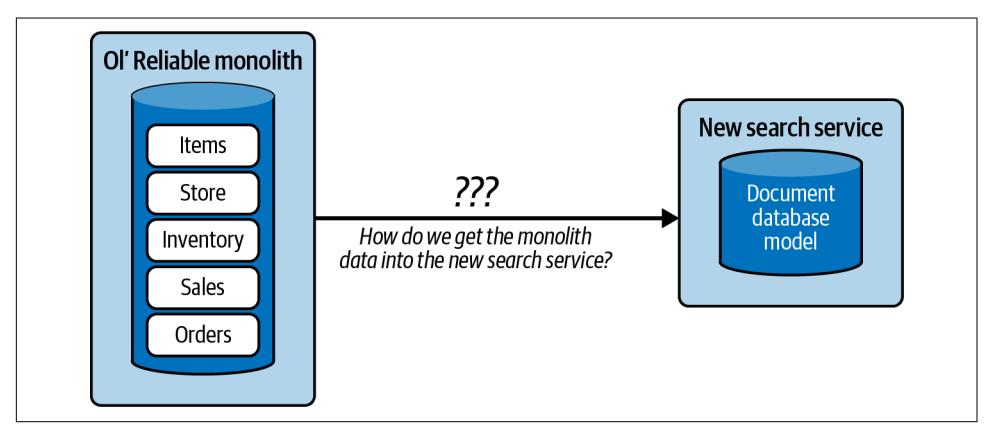 Ol' Reliable monolith
Items
Store
Inventory
Sales
Orders
???
How do we get the monolith
data into the new search service?
New search service
Document
database
model